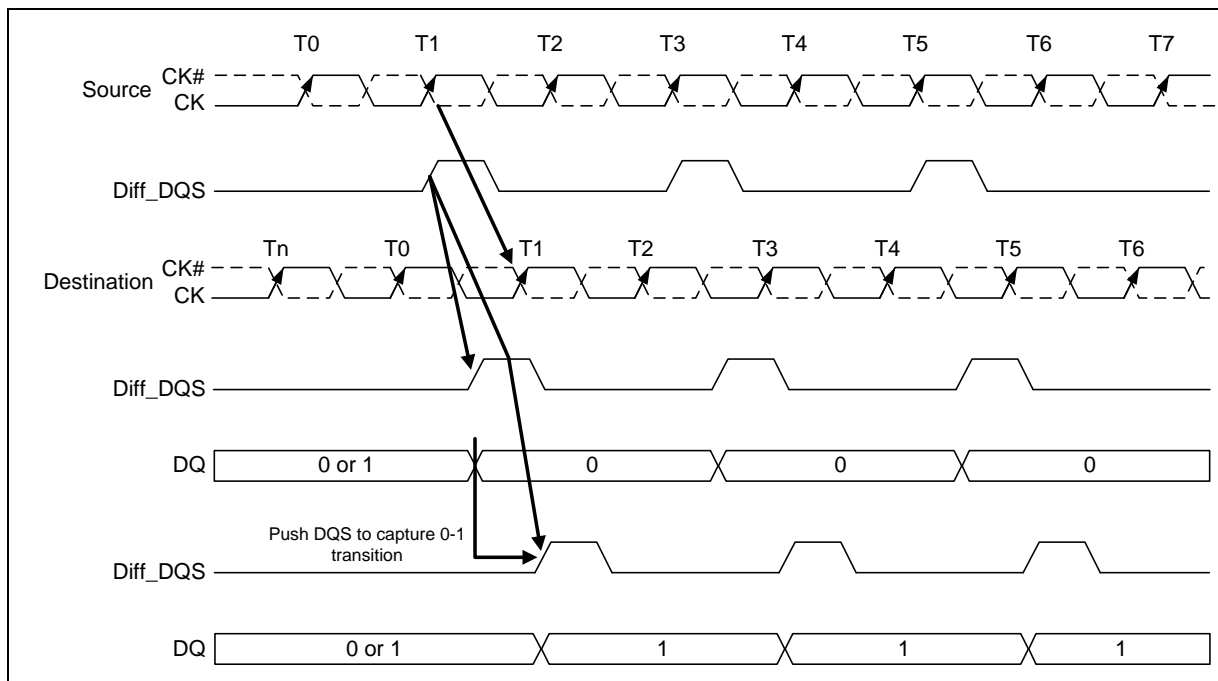 T0 T1 T2 T3 T4 T5 T6 T7
CK#
Source
CK
Diff_DQS
Tn T0 T1 T2 T3 T4 T5 T6
CK#
Destination
CK
Diff_DQS
DQ 0 or 1 0 0 0
Push DQS to capture 0-1
transition
Diff_DQS
DQ 0 or 1 1 1 1